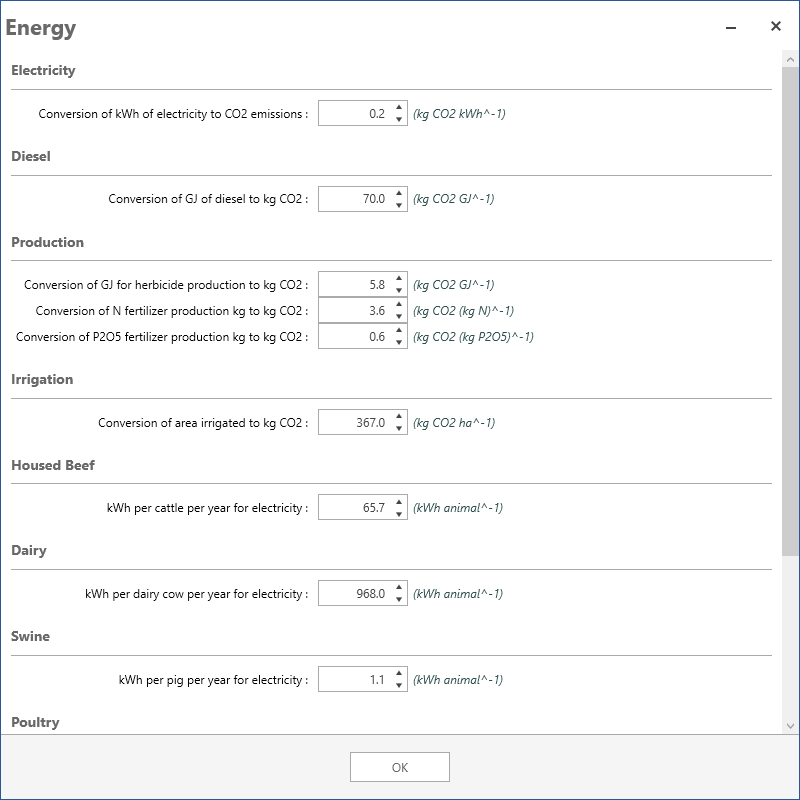 Energy
Electricity
Conversion of kWh of electricity to CO2 emissions : 0.2 (kg CO2 kWh^-1)
Diesel
Conversion of GJ of diesel to kg CO2 : 70.0 (kg CO2 GJ^-1)
Production
Conversion of GJ for herbicide production to kg CO2 : 5.8 (kg CO2 GJ^-1)
Conversion of N fertilizer production kg to kg CO2 : 3.6 (kg CO2 (kg N)^-1)
Conversion of P2O5 fertilizer production kg to kg CO2 : 0.6 (kg CO2 (kg P2O5)^-1)
Irrigation
Conversion of area irrigated to kg CO2 : 367.0 (kg CO2 ha^-1)
Housed Beef
kWh per cattle per year for electricity : 65.7 (kWh animal^-1)
Dairy
kWh per dairy cow per year for electricity : 968.0 (kWh animal^-1)
Swine
kWh per pig per year for electricity : 1.1 (kWh animal^-1)
Poultry
OK